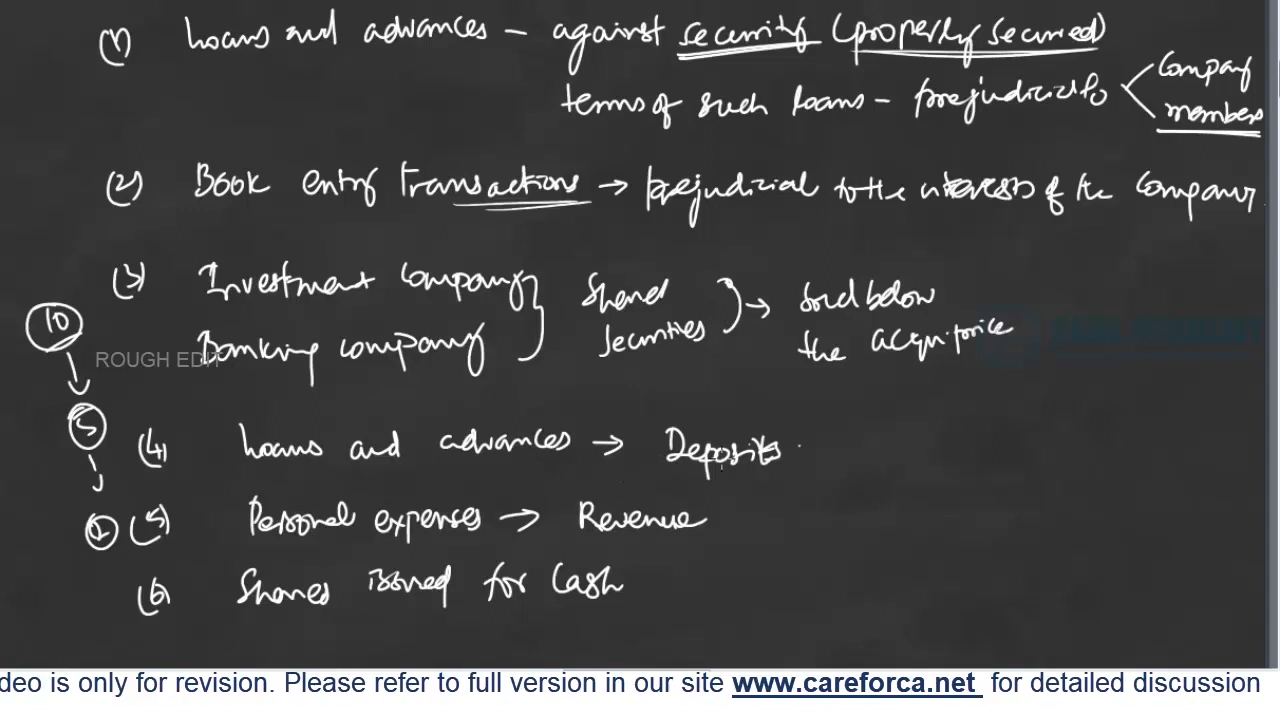 (1) Loans and advances – against security (properly secured)
terms of such loans – prejudicial to Company
members
(2) Book entry transactions → prejudicial to the interests of the Company
(3) Investment Company } Shares } → sold below
Banking Company Securities the acqn price
10
ROUGH EDIT
5
(4) Loans and advances → Deposits
(5) Personal expenses → Revenue
(6) Shares issued for Cash
deo is only for revision. Please refer to full version in our site www.careforca.net for detailed discussion